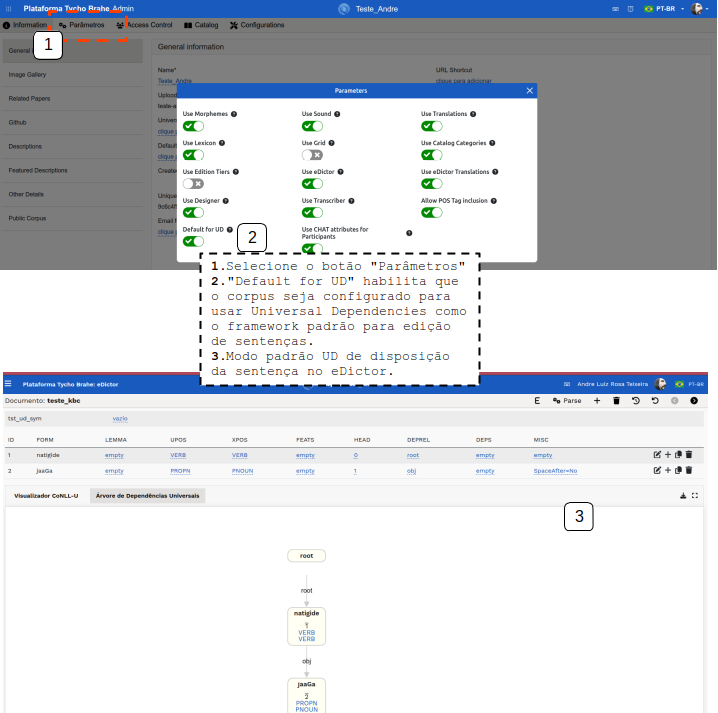 Plataforma Tycho Brahe Admin
Teste_Andre
PT-BR
Information
Parâmetros
Access Control
Catalog
Configurations
1
General information
Image Gallery
Related Papers
Github
Descriptions
Featured Descriptions
Other Details
Public Corpus
Name*
Teste_Andre
URL Shortcut
clique para adicionar
Parameters
Use Morphemes
Use Sound
Use Translations
Use Lexicon
Use Grid
Use Catalog Categories
Use Edition Tiers
Use eDictor
Use eDictor Translations
Use Designer
Use Transcriber
Allow POS Tag inclusion
Default for UD
2
Use CHAT attributes for
Participants
1.Selecione o botão "Parâmetros"
2."Default for UD" habilita que
o corpus seja configurado para
usar Universal Dependencies como
o framework padrão para edição
de sentenças.
3.Modo padrão UD de disposição
da sentença no eDictor.
Plataforma Tycho Brahe: eDictor
Andre Luiz Rosa Teixeira
PT-BR
Documento: teste_kbc
E
Parse
tst_ud_sym
vazio
ID FORM LEMMA UPOS XPOS FEATS HEAD DEPREL DEPS MISC
1 natigide empty VERB VERB empty 0 root empty empty
2 jaaGa empty PROPN PNOUN empty 1 obj empty SpaceAfter=No
Visualizador CoNLL-U
Árvore de Dependências Universais
3
root
root
natigide
1
VERB
VERB
obj
jaaGa
2
PROPN
PNOUN